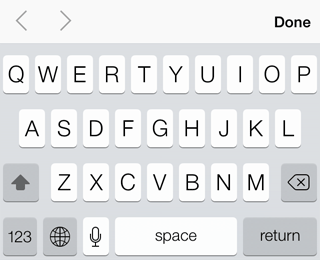 Done
Q W E R T Y U I O P
A S D F G H J K L
Z X C V B N M
123 space return